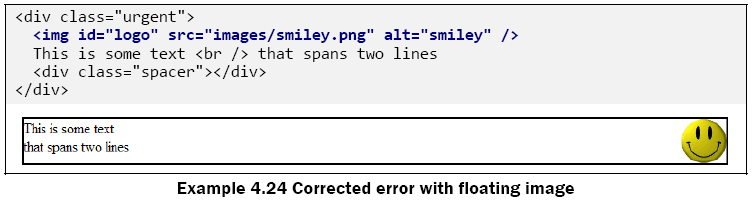 <div class="urgent">
<img id="logo" src="images/smiley.png" alt="smiley" />
This is some text <br /> that spans two lines
<div class="spacer"></div>
</div>
This is some text
that spans two lines
Example 4.24 Corrected error with floating image